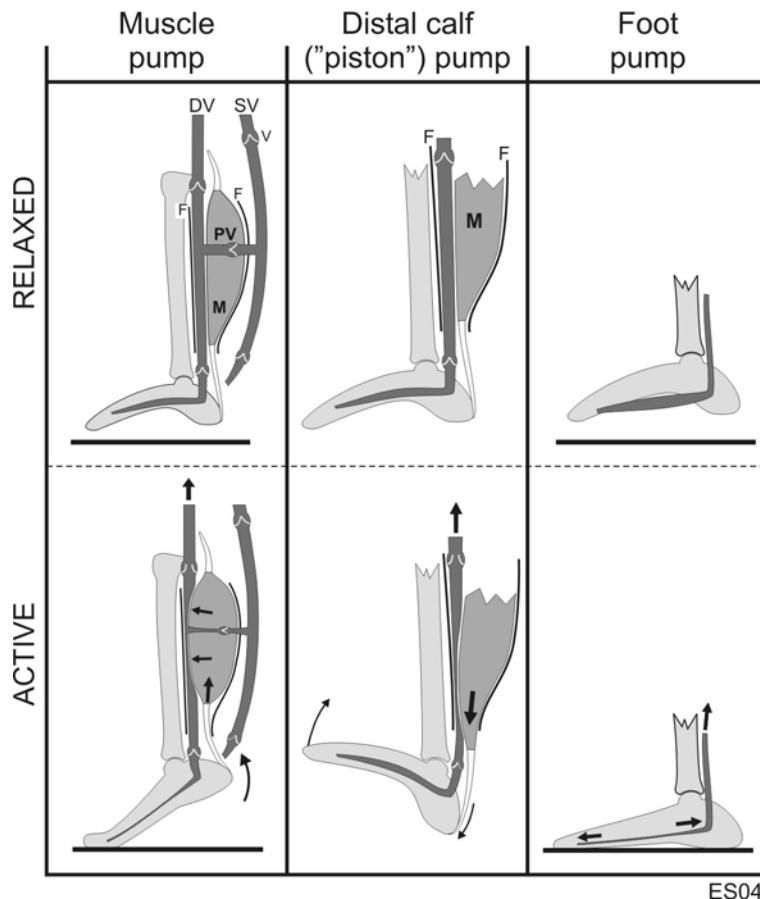 Muscle
pump
Distal calf
("piston") pump
Foot
pump
RELAXED
DV SV
V
F
F
PV
M
F
F
M
ACTIVE
ES04